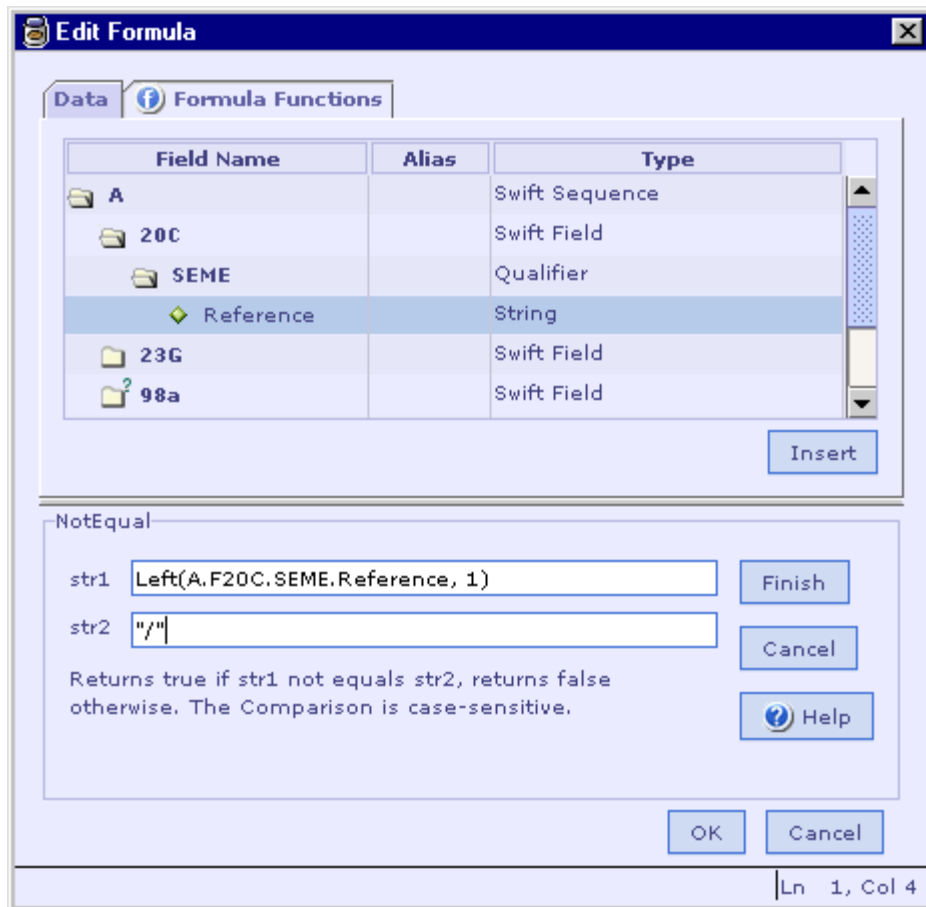 Edit Formula
Data Formula Functions
Field Name Alias Type
A Swift Sequence
20C Swift Field
SEME Qualifier
Reference String
23G Swift Field
98a Swift Field
Insert
NotEqual
str1 Left(A.F20C.SEME.Reference, 1) Finish
str2 "/"
Cancel
Returns true if str1 not equals str2, returns false
otherwise. The Comparison is case-sensitive.
Help
OK Cancel
Ln 1, Col 4